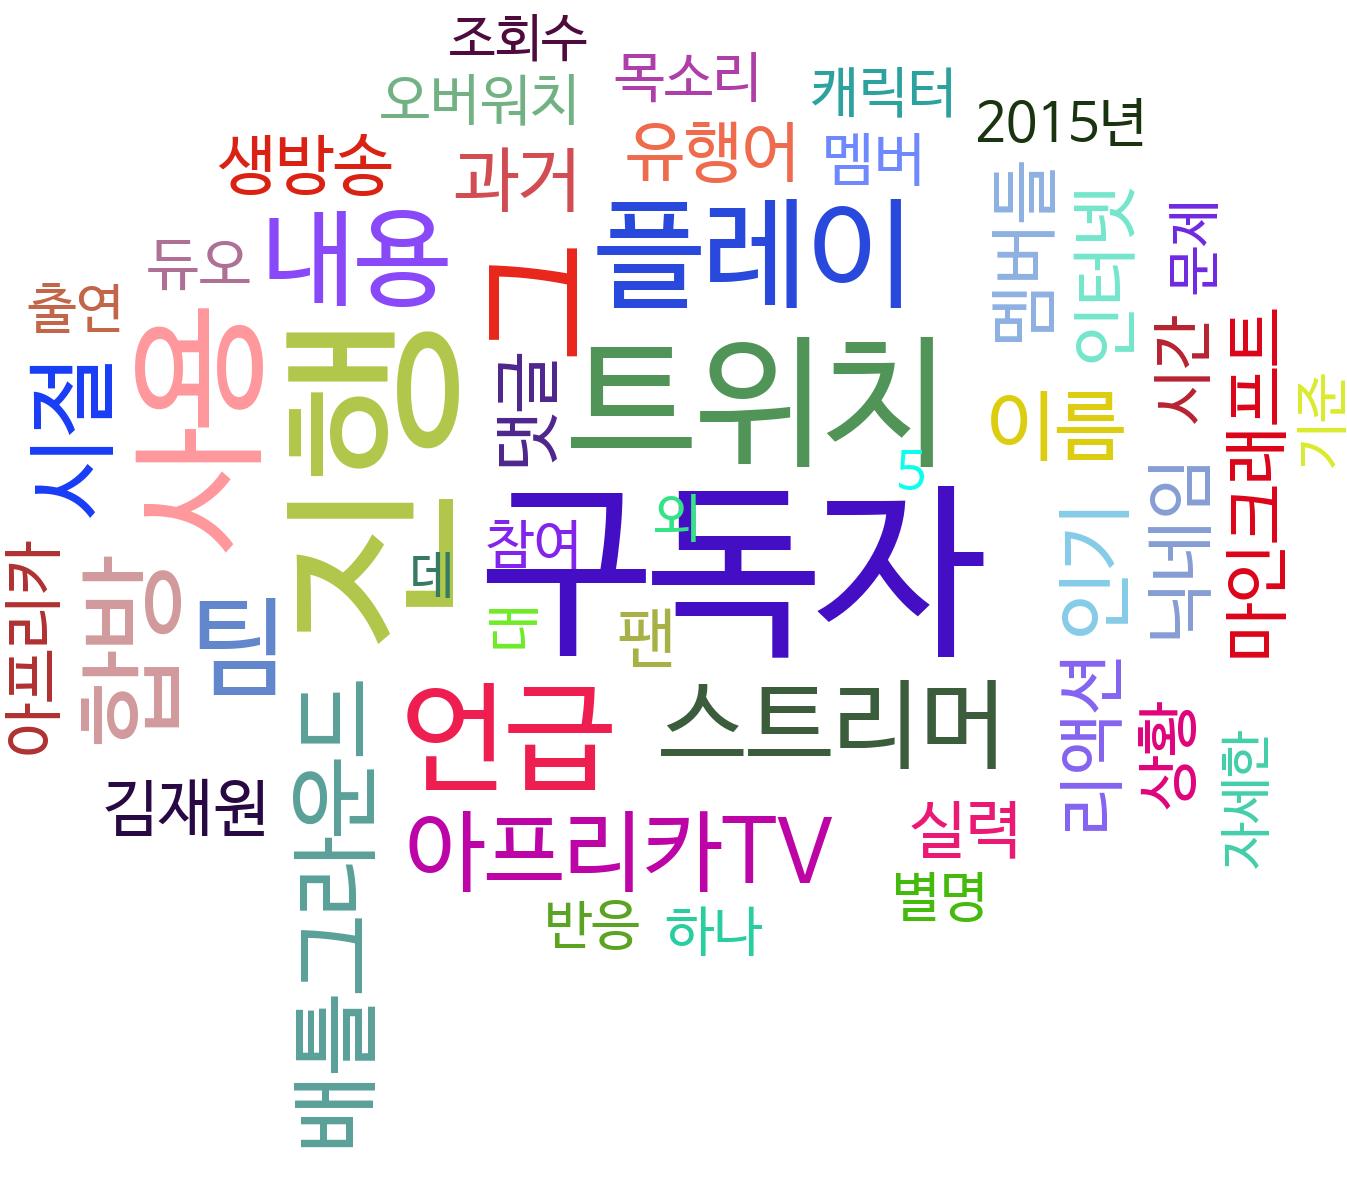 조회수
목소리
캐릭터
오버워치
2015년
유행어
생방송
멤버
과거
플레이
내용
멤버들
인터넷
문제
듀오
그
출연
사용
진행
트위치
시간
마인크래프트
시절
댓글
이름
기준
5
구독자
외
참여
닉네임
인기
데
아프리카
합방
팀
대
팬
언급
스트리머
리액션
상황
자세한
배틀그라운드
김재원
아프리카TV
실력
별명
반응
하나